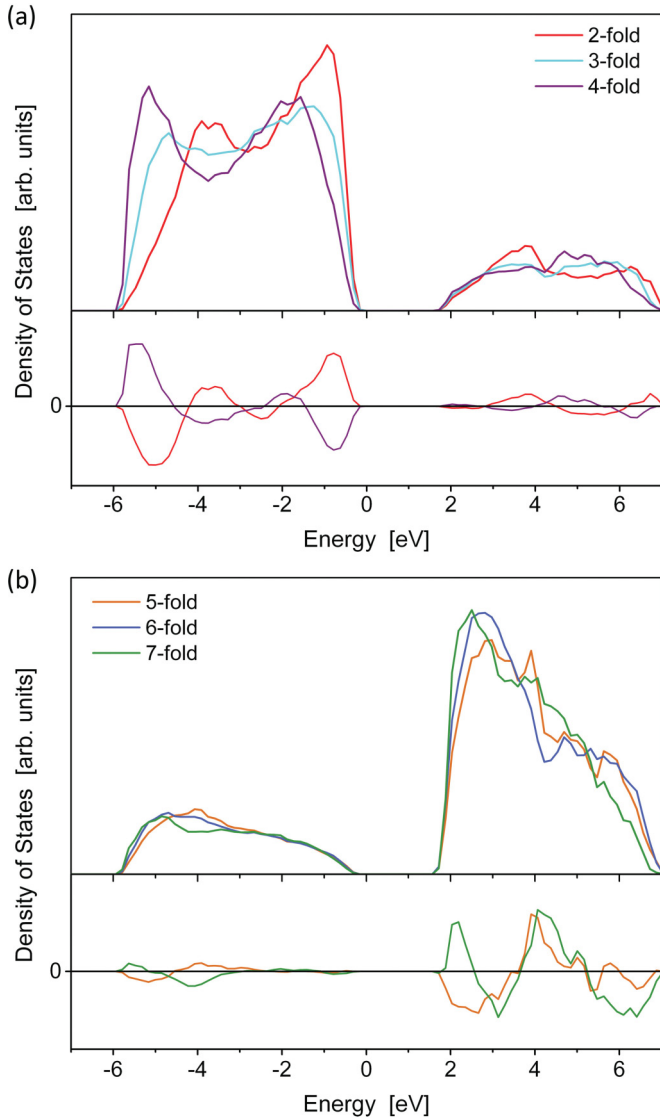 (a)
2-fold
3-fold
4-fold
Density of States [arb. units]
0
-6 -4 -2 0 2 4 6
Energy [eV]
(b)
5-fold
6-fold
7-fold
Density of States [arb. units]
0
-6 -4 -2 0 2 4 6
Energy [eV]